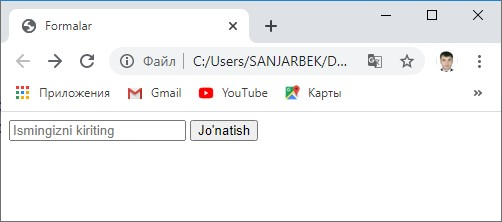 Formalar
Файл C:/Users/SANJARBEK/D...
Приложения Gmail YouTube Карты
Ismingizni kiriting Jo'natish